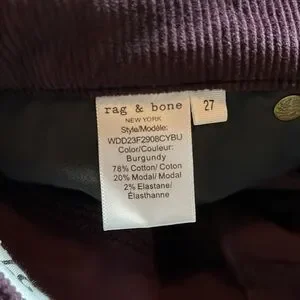 rag & bone
27
NEW YORK
Style/Modèle:
WDD23F2908CYBU
Color/Couleur:
Burgundy
78% Cotton/ Coton
20% Modal/ Modal
2% Elastane/
Élasthanne